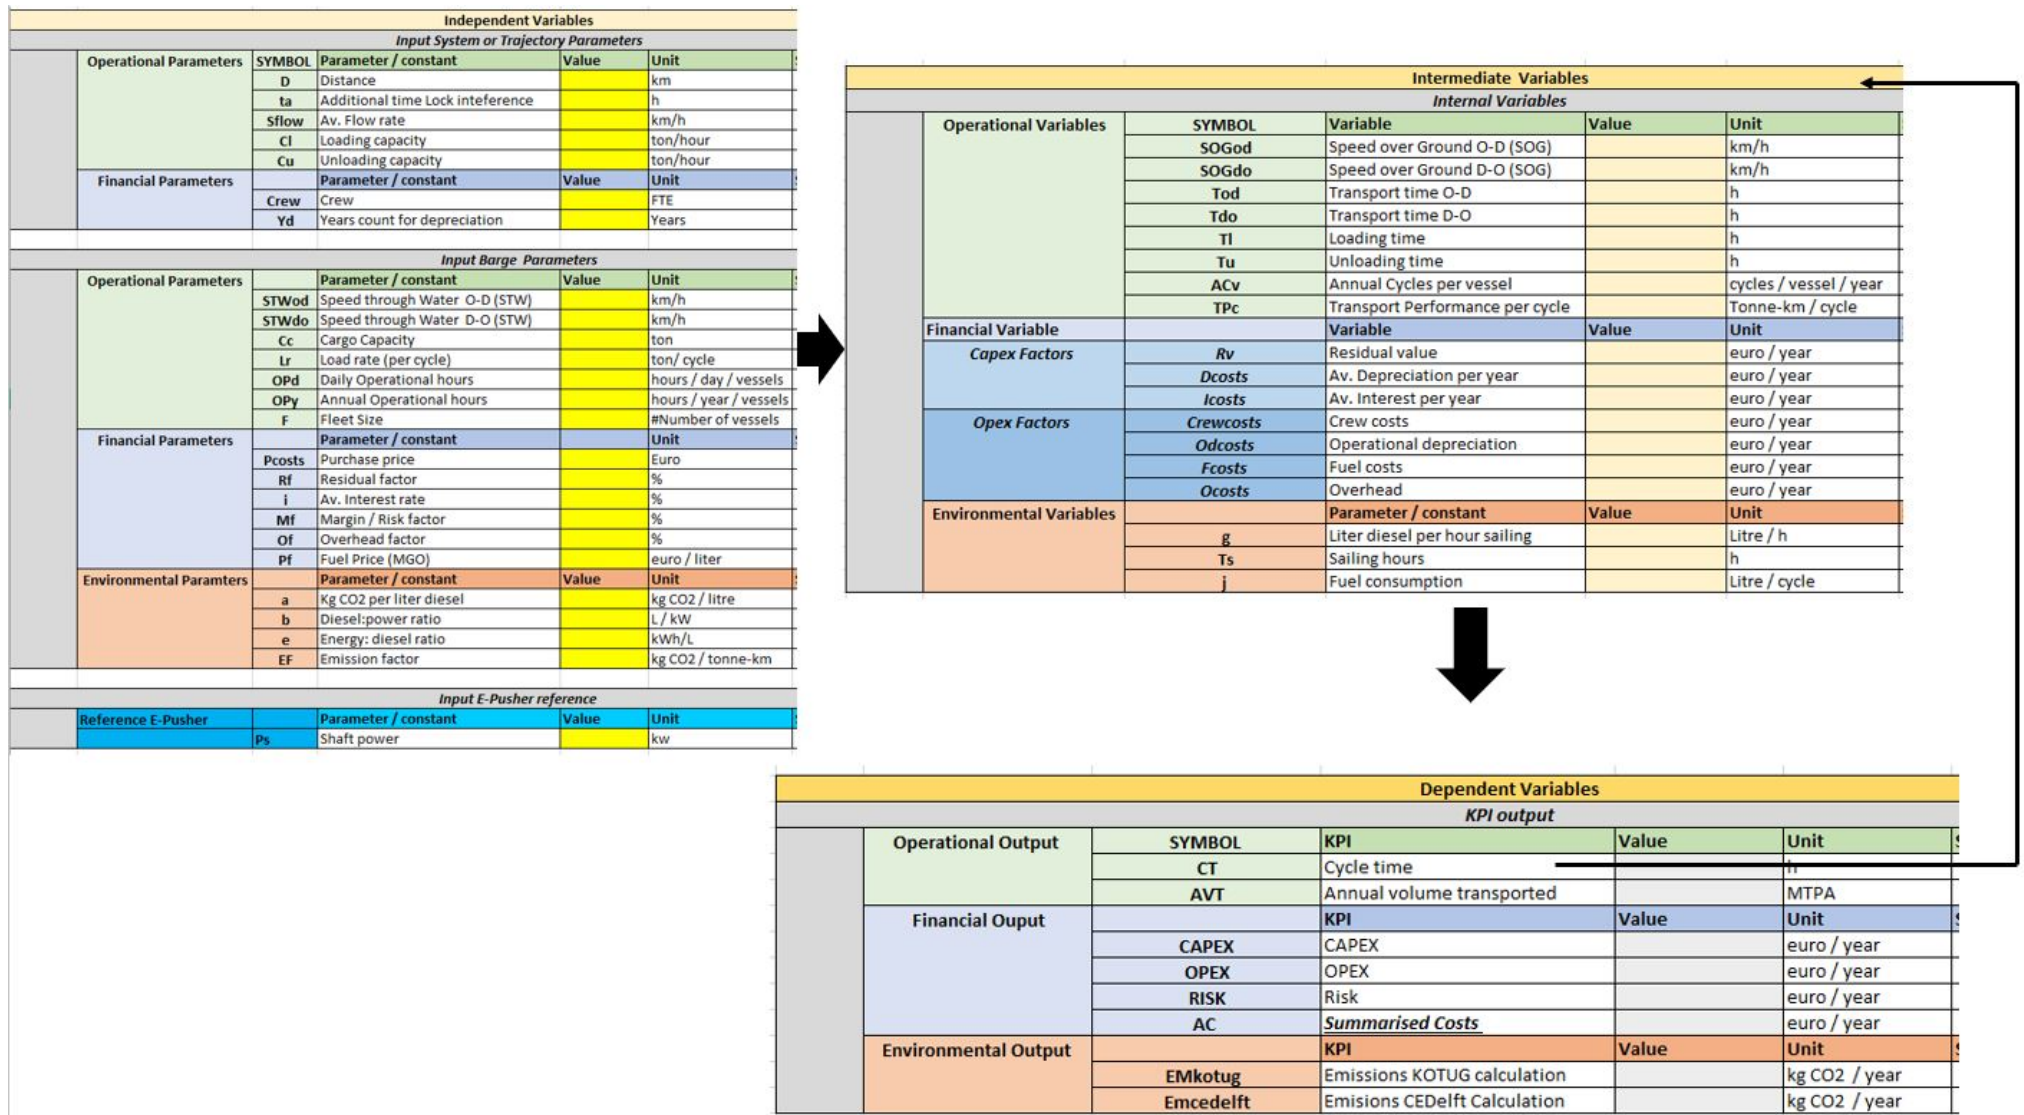 Independent Variables
Input System or Trajectory Parameters
Operational Parameters SYMBOL Parameter / constant Value Unit
D Distance km
ta Additional time Lock inteference h
Sflow Av. Flow rate km/h
Cl Loading capacity ton/hour
Cu Unloading capacity ton/hour
Financial Parameters Parameter / constant Value Unit
Crew Crew FTE
Yd Years count for depreciation Years
Input Barge Parameters
Operational Parameters Parameter / constant Value Unit
STWod Speed through Water O-D (STW) km/h
STWdo Speed through Water D-O (STW) km/h
Cc Cargo Capacity ton
Lr Load rate (per cycle) ton/ cycle
OPd Daily Operational hours hours / day / vessels
OPy Annual Operational hours hours / year / vessels
F Fleet Size #Number of vessels
Financial Parameters Parameter / constant Unit
Pcosts Purchase price Euro
Rf Residual factor %
i Av. Interest rate %
Mf Margin / Risk factor %
Of Overhead factor %
Pf Fuel Price (MGO) euro / liter
Environmental Paramters Parameter / constant Value Unit
a Kg CO2 per liter diesel kg CO2 / litre
b Diesel:power ratio L / kW
e Energy: diesel ratio kWh/L
EF Emission factor kg CO2 / tonne-km
Input E-Pusher reference
Reference E-Pusher Parameter / constant Value Unit
Ps Shaft power kw
Intermediate Variables
Internal Variables
Operational Variables SYMBOL Variable Value Unit
SOGod Speed over Ground O-D (SOG) km/h
SOGdo Speed over Ground D-O (SOG) km/h
Tod Transport time O-D h
Tdo Transport time D-O h
Tl Loading time h
Tu Unloading time h
ACv Annual Cycles per vessel cycles / vessel / year
TPc Transport Performance per cycle Tonne-km / cycle
Financial Variable Variable Value Unit
Capex Factors Rv Residual value euro / year
Dcosts Av. Depreciation per year euro / year
Icosts Av. Interest per year euro / year
Opex Factors Crewcosts Crew costs euro / year
Odcosts Operational depreciation euro / year
Fcosts Fuel costs euro / year
Ocosts Overhead euro / year
Environmental Variables Parameter / constant Value Unit
g Liter diesel per hour sailing Litre / h
Ts Sailing hours h
j Fuel consumption Litre / cycle
Dependent Variables
KPI output
Operational Output SYMBOL KPI Value Unit
CT Cycle time h
AVT Annual volume transported MTPA
Financial Ouput KPI Value Unit
CAPEX CAPEX euro / year
OPEX OPEX euro / year
RISK Risk euro / year
AC Summarised Costs euro / year
Environmental Output KPI Value Unit
EMkotug Emissions KOTUG calculation kg CO2 / year
Emcedelft Emisions CEDelft Calculation kg CO2 / year